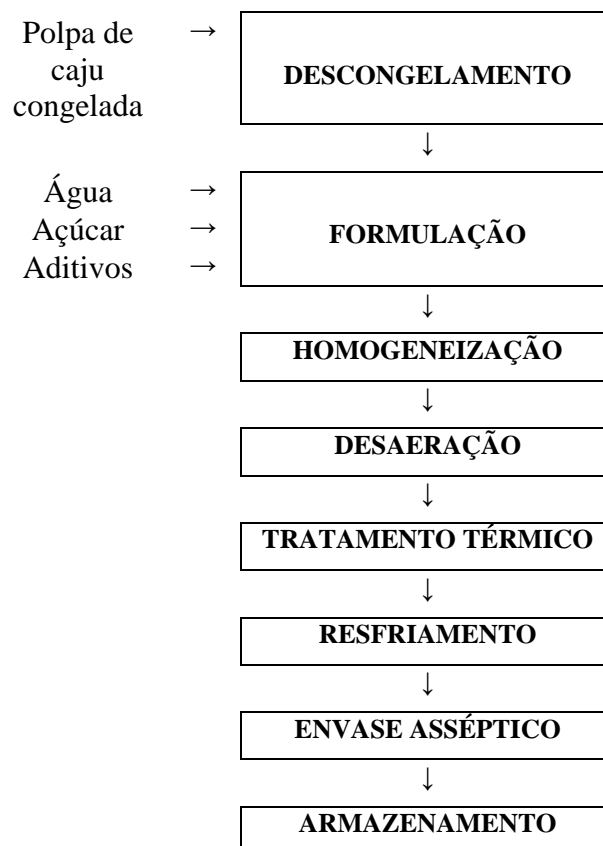 Polpa de →
caju
congelada
DESCONGELAMENTO
↓
Água →
Açúcar →
Aditivos →
FORMULAÇÃO
↓
HOMOGENEIZAÇÃO
↓
DESAERAÇÃO
↓
TRATAMENTO TÉRMICO
↓
RESFRIAMENTO
↓
ENVASE ASSÉPTICO
↓
ARMAZENAMENTO